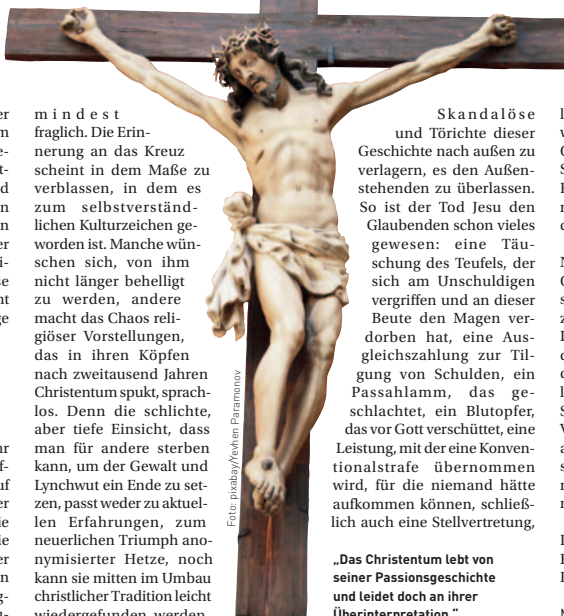 mindest
fraglich. Die Erin-
nerung an das Kreuz
scheint in dem Maße zu
verblassen, in dem es
zum selbstverständ-
lichen Kulturzeichen ge-
worden ist. Manche wün-
schen sich, von ihm
nicht länger behelligt
zu werden, andere
macht das Chaos reli-
giöser Vorstellungen,
das in ihren Köpfen
nach zweitausend Jahren
Christentum spukt, sprach-
los. Denn die schlichte,
aber tiefe Einsicht, dass
man für andere sterben
kann, um der Gewalt und
Lynchwut ein Ende zu set-
zen, passt weder zu aktuel-
len Erfahrungen, zum
neuerlichen Triumph ano-
nymisierter Hetze, noch
kann sie mitten im Umbau
christlicher Tradition leicht
wiedergefunden werden
Foto: pixabay/Yevhen Paramonov
Skandalöse
und Törichte dieser
Geschichte nach außen zu
verlagern, es den Außen-
stehenden zu überlassen.
So ist der Tod Jesu den
Glaubenden schon vieles
gewesen: eine Täu-
schung des Teufels, der
sich am Unschuldigen
vergriffen und an dieser
Beute den Magen ver-
dorben hat, eine Aus-
gleichszahlung zur Til-
gung von Schulden, ein
Passahlamm, das ge-
schlachtet, ein Blutopfer,
das vor Gott verschüttet, eine
Leistung, mit der eine Konven-
tionalstrafe übernommen
wird, für die niemand hätte
aufkommen können, schließ-
lich auch eine Stellvertretung,
„Das Christentum lebt von
seiner Passionsgeschichte
und leidet doch an ihrer
Überinterpretation.“